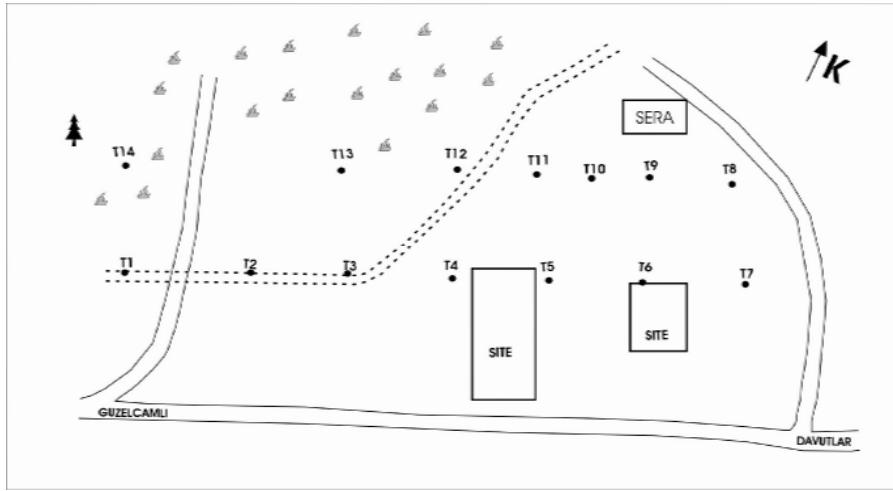 K
SERA
T14
T13
T12
T11
T10
T9
T8
T1
T2
T3
T4
T5
T6
T7
SITE
SITE
GUZELCAMLI
DAVUTLAR